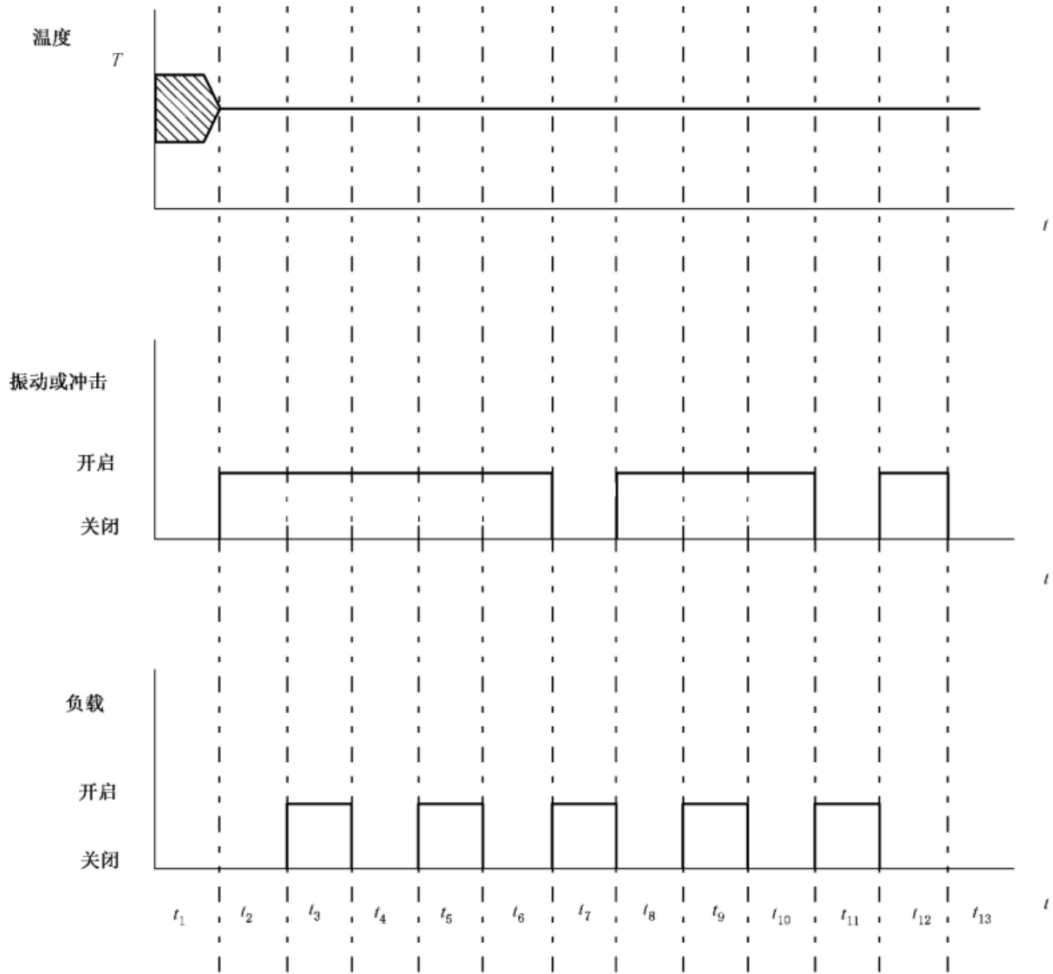 温度
T
t
振动或冲击
开启
关闭
t
负载
开启
关闭
t₁ t₂ t₃ t₄ t₅ t₆ t₇ t₈ t₉ t₁₀ t₁₁ t₁₂ t₁₃ t